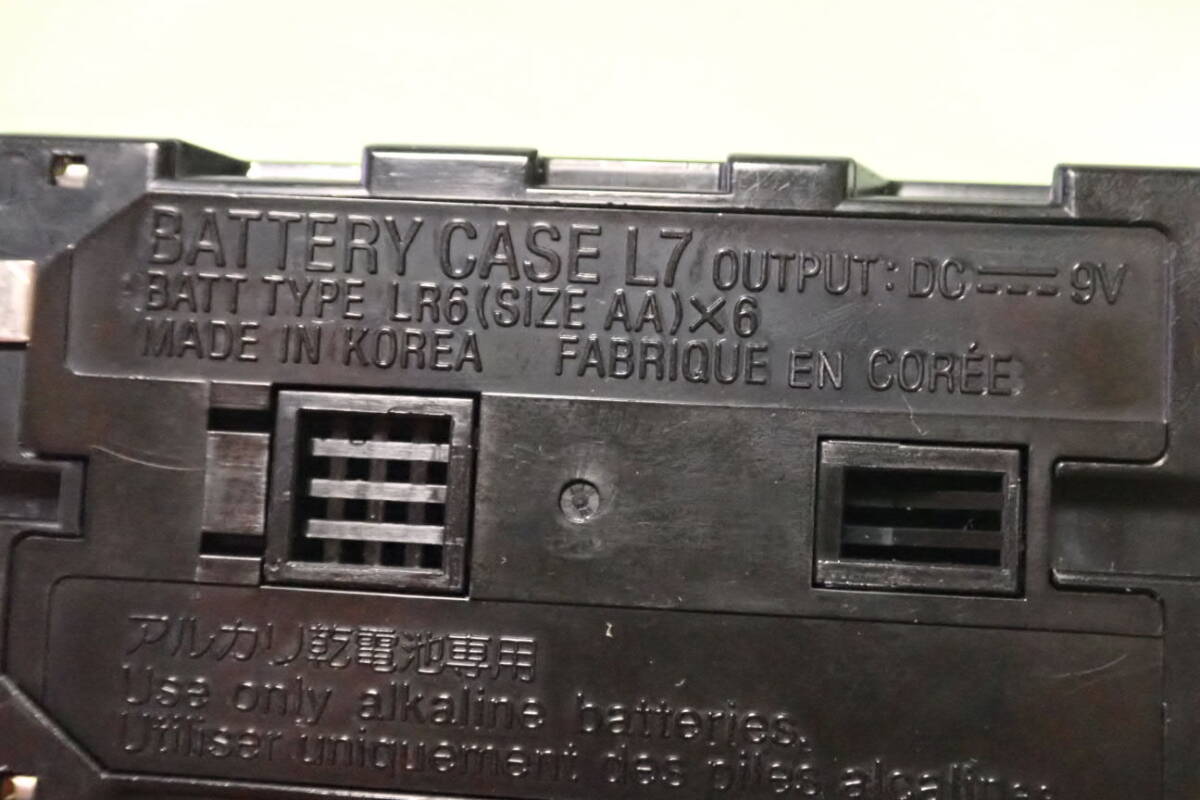 BATTERY CASE L7 OUTPUT: DC⎓9V
BATT TYPE LR6(SIZE AA)×6
MADE IN KOREA FABRIQUE EN CORÉE
アルカリ乾電池専用
Use only alkaline batteries.
Utiliser uniquement des piles alcalines